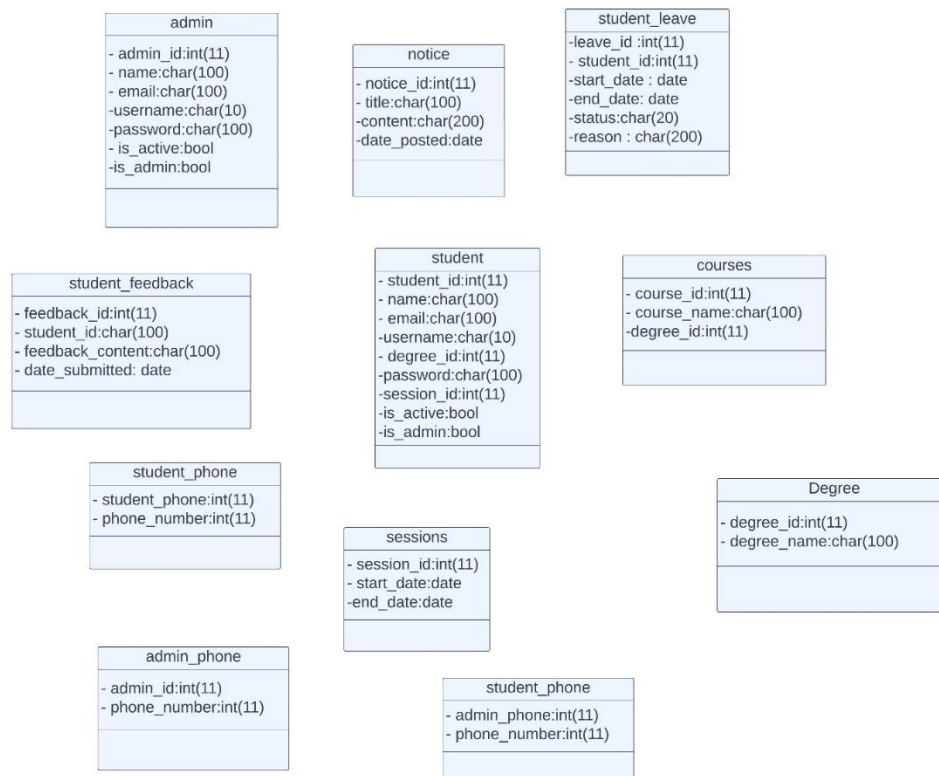 admin
- admin_id:int(11)
- name:char(100)
- email:char(100)
-username:char(10)
-password:char(100)
- is_active:bool
-is_admin:bool
notice
- notice_id:int(11)
- title:char(100)
-content:char(200)
-date_posted:date
student_leave
-leave_id :int(11)
- student_id:int(11)
-start_date : date
-end_date: date
-status:char(20)
-reason : char(200)
student_feedback
- feedback_id:int(11)
- student_id:char(100)
- feedback_content:char(100)
- date_submitted: date
student
- student_id:int(11)
- name:char(100)
- email:char(100)
-username:char(10)
- degree_id:int(11)
-password:char(100)
-session_id:int(11)
-is_active:bool
-is_admin:bool
courses
- course_id:int(11)
- course_name:char(100)
-degree_id:int(11)
student_phone
- student_phone:int(11)
- phone_number:int(11)
sessions
- session_id:int(11)
- start_date:date
-end_date:date
Degree
- degree_id:int(11)
- degree_name:char(100)
admin_phone
- admin_id:int(11)
- phone_number:int(11)
student_phone
- admin_phone:int(11)
- phone_number:int(11)